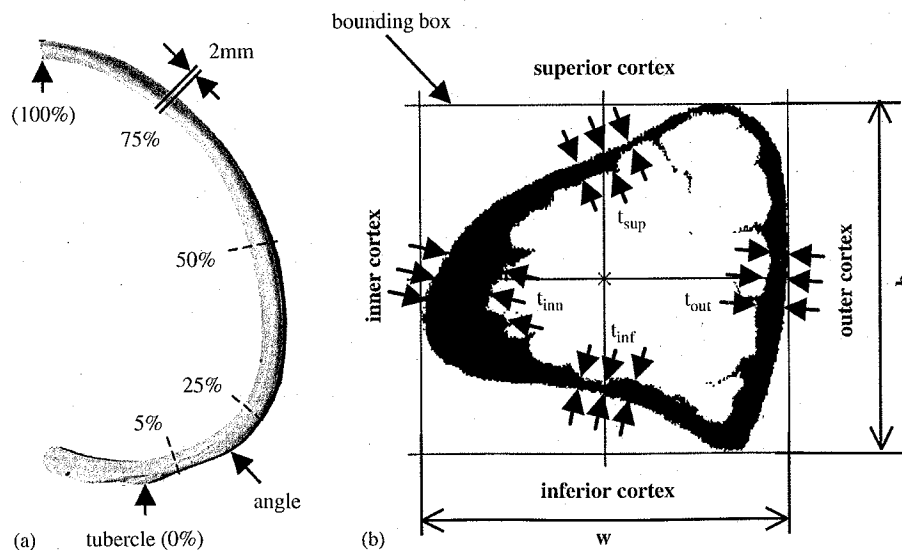 bounding box
2mm
(100%)
75%
50%
25%
5%
angle
tubercle (0%)
(a)
superior cortex
t_sup
inner cortex
t_inn
t_out
outer cortex
t_inf
inferior cortex
w
(b)